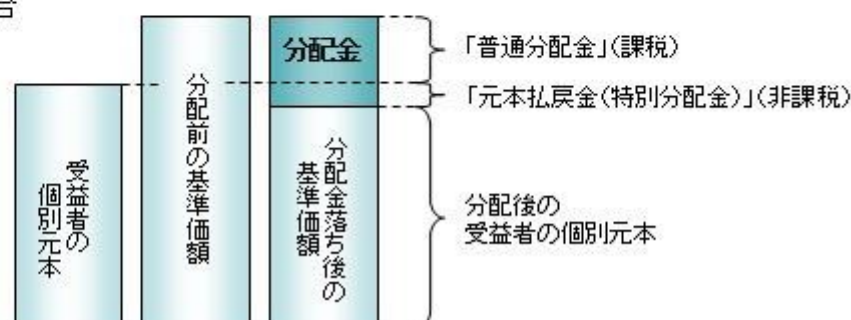 合
分配金
「普通分配金」(課税)
「元本払戻金(特別分配金)」(非課税)
受益者の
個別元本
分配前の基準価額
分配金落ち後の
基準価額
分配後の
受益者の個別元本